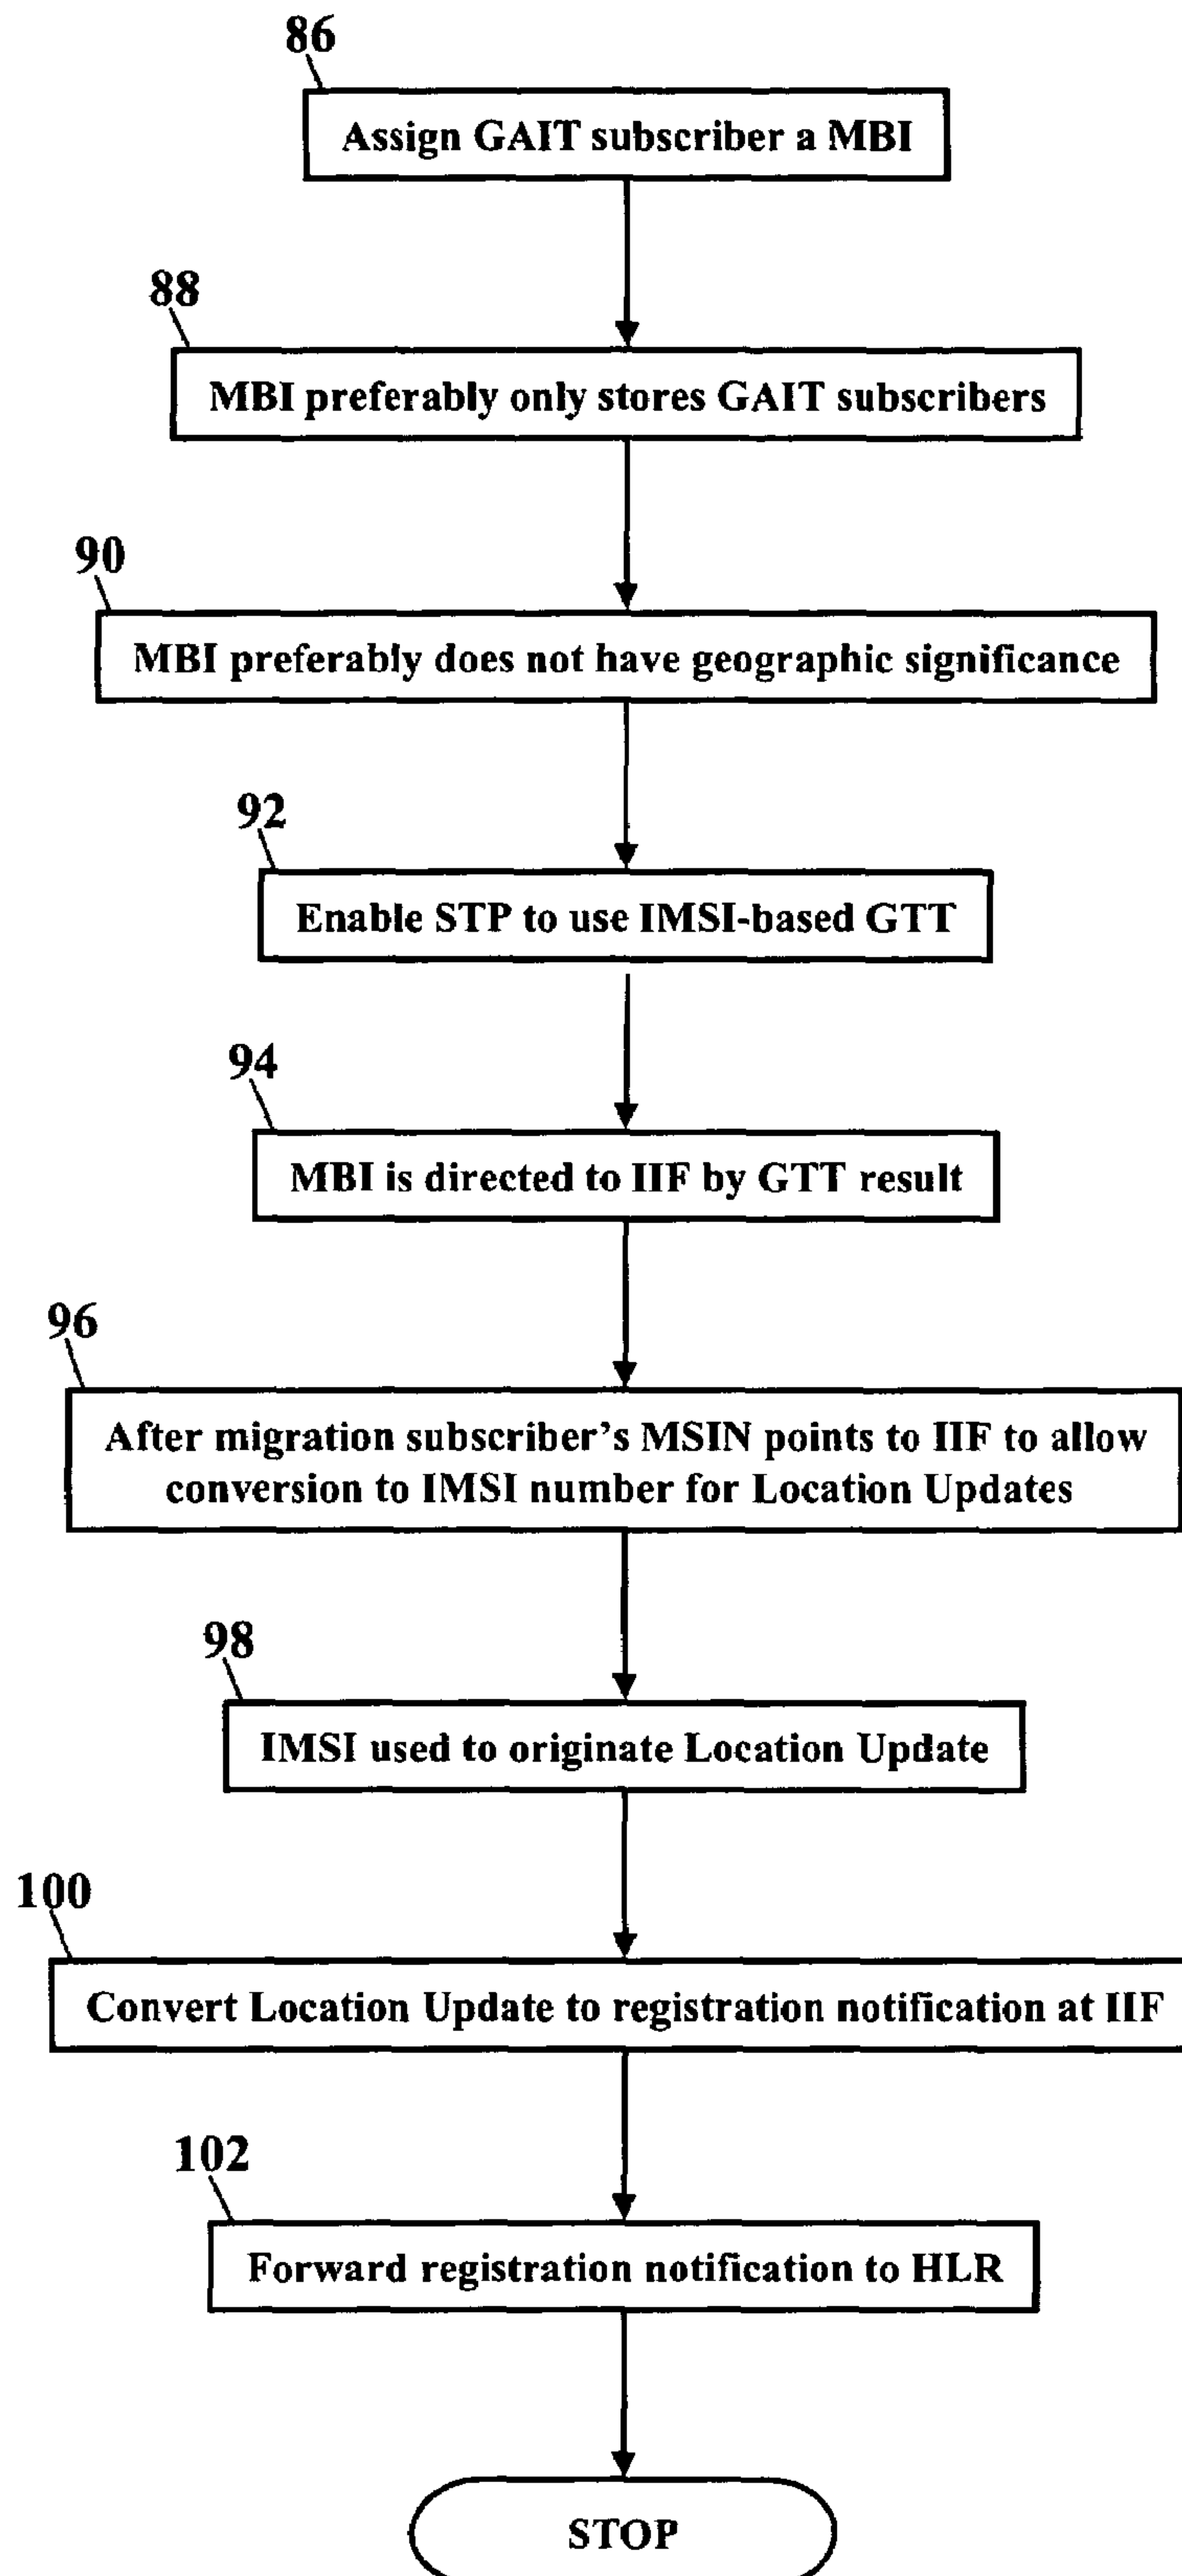 86
Assign GAIT subscriber a MBI
88
MBI preferably only stores GAIT subscribers
90
MBI preferably does not have geographic significance
92
Enable STP to use IMSI-based GTT
94
MBI is directed to IIF by GTT result
96
After migration subscriber's MSIN points to IIF to allow
conversion to IMSI number for Location Updates
98
IMSI used to originate Location Update
100
Convert Location Update to registration notification at IIF
102
Forward registration notification to HLR
STOP